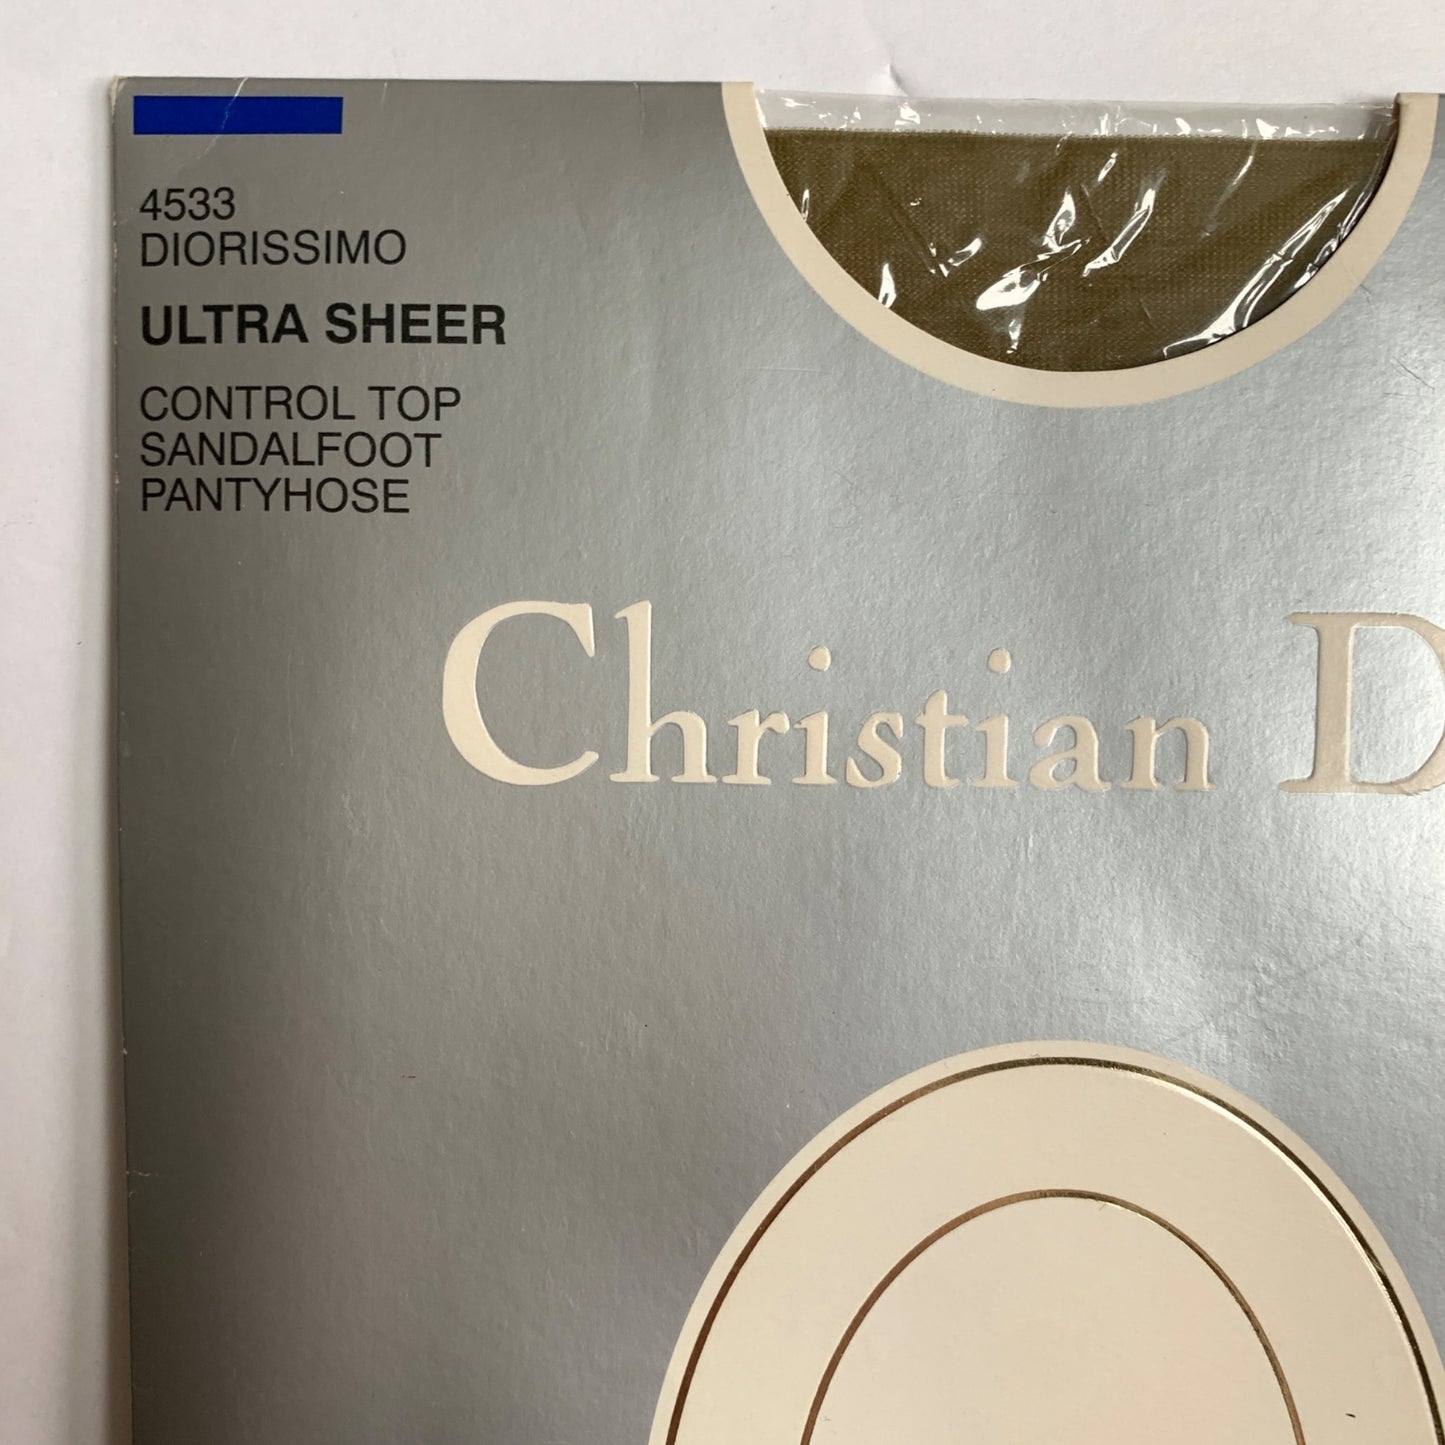 4533
DIORISSIMO
ULTRA SHEER
CONTROL TOP
SANDALFOOT
PANTYHOSE
Christian D